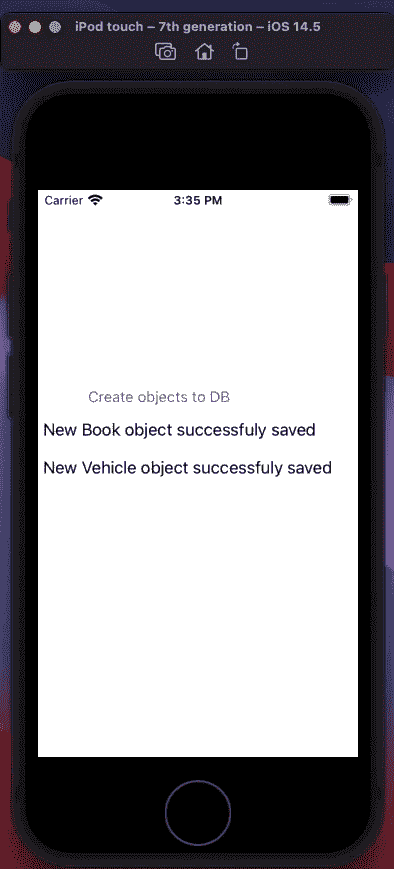 iPod touch – 7th generation – iOS 14.5
Carrier 3:35 PM
Create objects to DB
New Book object successfuly saved
New Vehicle object successfuly saved